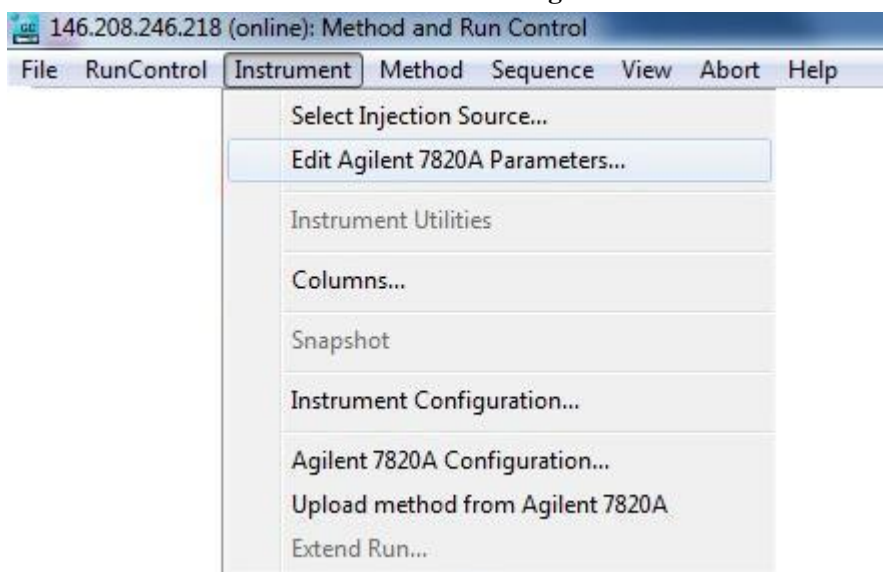 146.208.246.218 (online): Method and Run Control
File RunControl Instrument Method Sequence View Abort Help
Select Injection Source...
Edit Agilent 7820A Parameters...
Instrument Utilities
Columns...
Snapshot
Instrument Configuration...
Agilent 7820A Configuration...
Upload method from Agilent 7820A
Extend Run...